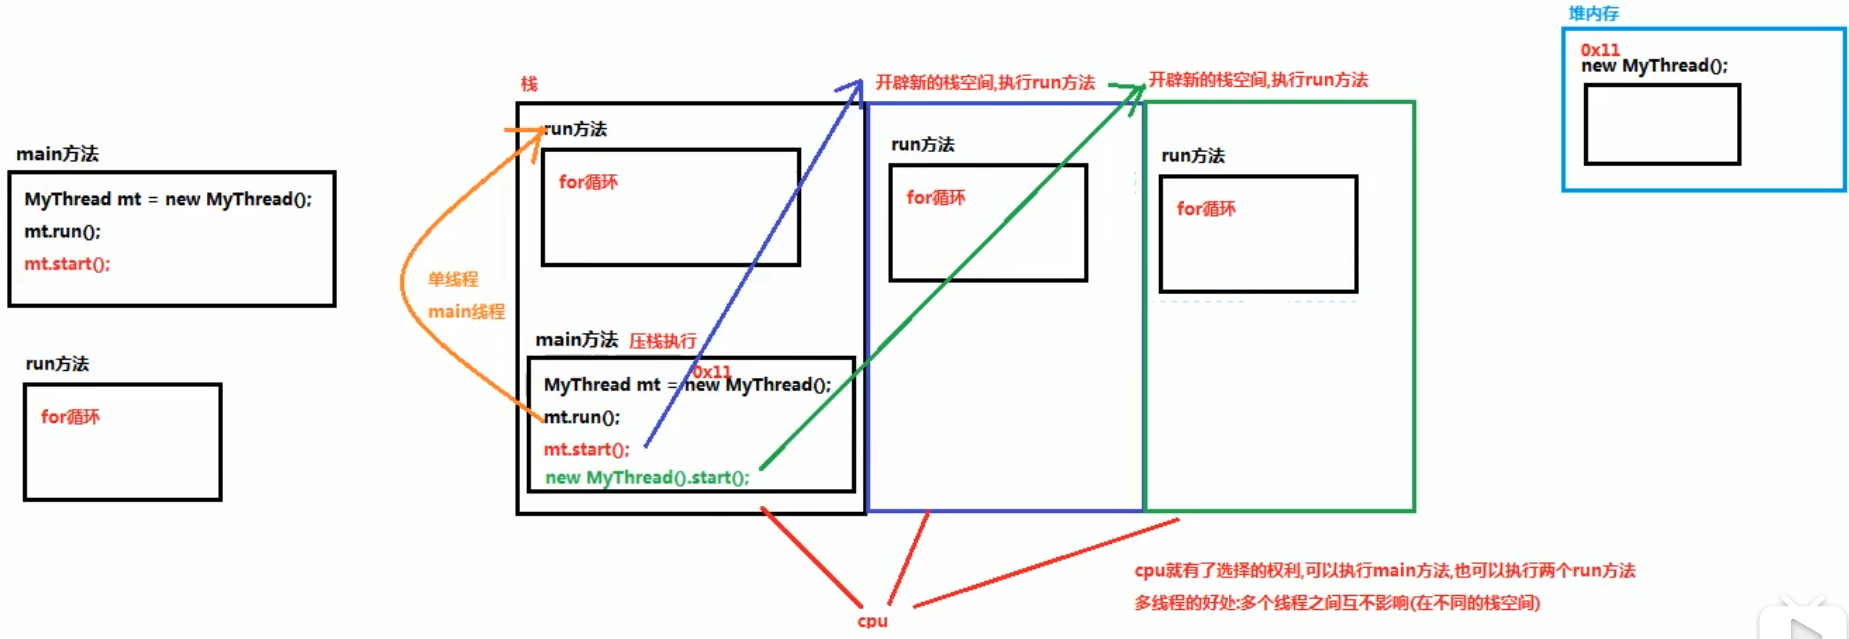 main方法
MyThread mt = new MyThread();
mt.run();
mt.start();
run方法
for循环
单线程
main线程
栈
run方法
for循环
main方法 压栈执行
0x11
MyThread mt = new MyThread();
mt.run();
mt.start();
new MyThread().start();
开辟新的栈空间,执行run方法
run方法
for循环
开辟新的栈空间,执行run方法
run方法
for循环
堆内存
0x11
new MyThread();
cpu
cpu就有了选择的权利,可以执行main方法,也可以执行两个run方法
多线程的好处:多个线程之间互不影响(在不同的栈空间)